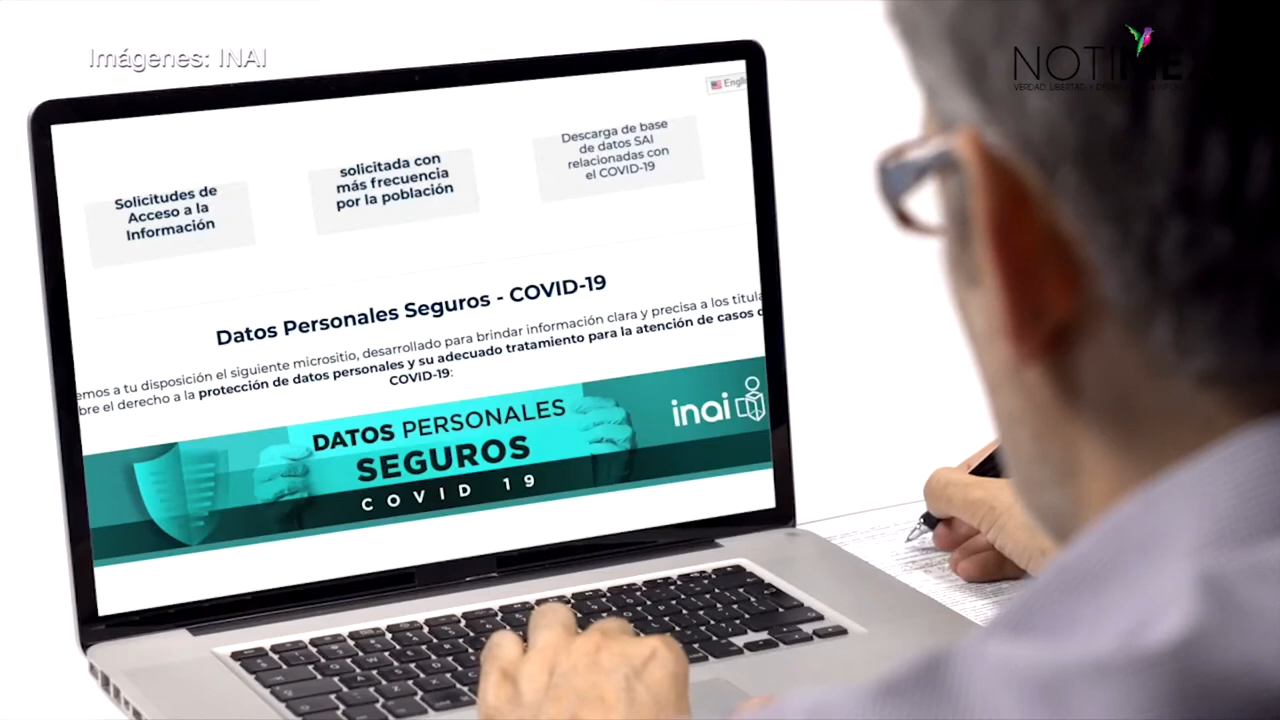 Imágenes: INAI
NOTIMEX
Solicitudes de
Acceso a la
Información
solicitada con
más frecuencia
por la población
Descarga de base
de datos SAI
relacionadas con
el COVID-19
Datos Personales Seguros - COVID-19
emos a tu disposición el siguiente micrositio, desarrollado para brindar información clara y precisa a los titula
bre el derecho a la protección de datos personales y su adecuado tratamiento para la atención de casos
COVID-19:
DATOS PERSONALES
SEGUROS
COVID 19
inai